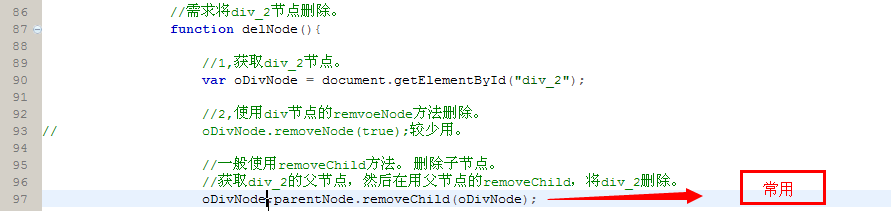 86 //需求将div_2节点删除。
87 function delNode(){
88
89 //1,获取div_2节点。
90 var oDivNode = document.getElementById("div_2");
91
92 //2,使用div节点的remvoeNode方法删除。
93 // oDivNode.removeNode(true);较少用。
94
95 //一般使用removeChild方法。 删除子节点。
96 //获取div_2的父节点，然后在用父节点的removeChild，将div_2删除。
97 oDivNode.parentNode.removeChild(oDivNode); 常用